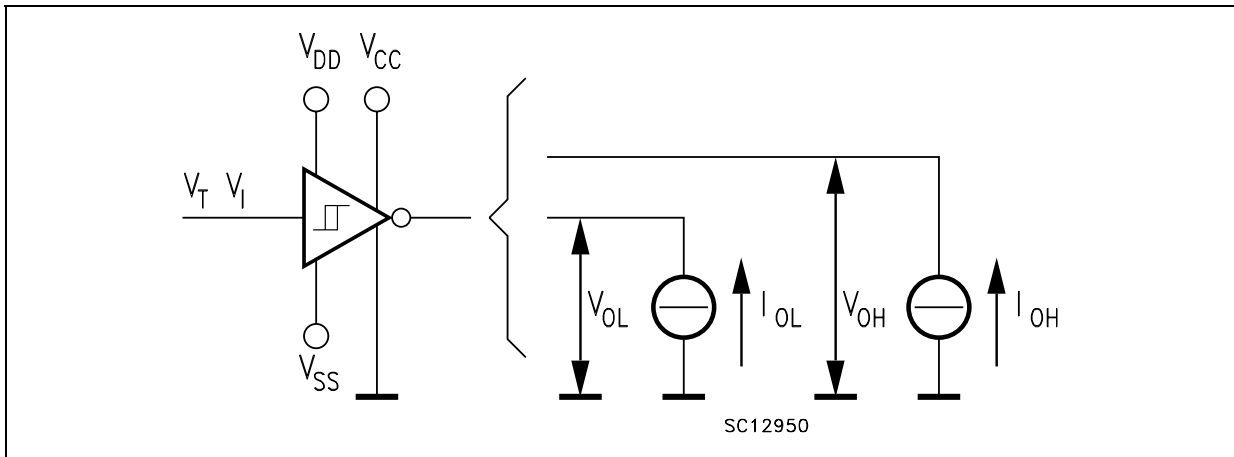 V_DD V_CC
V_T V_I
V_OL I_OL V_OH I_OH
V_SS
SC12950